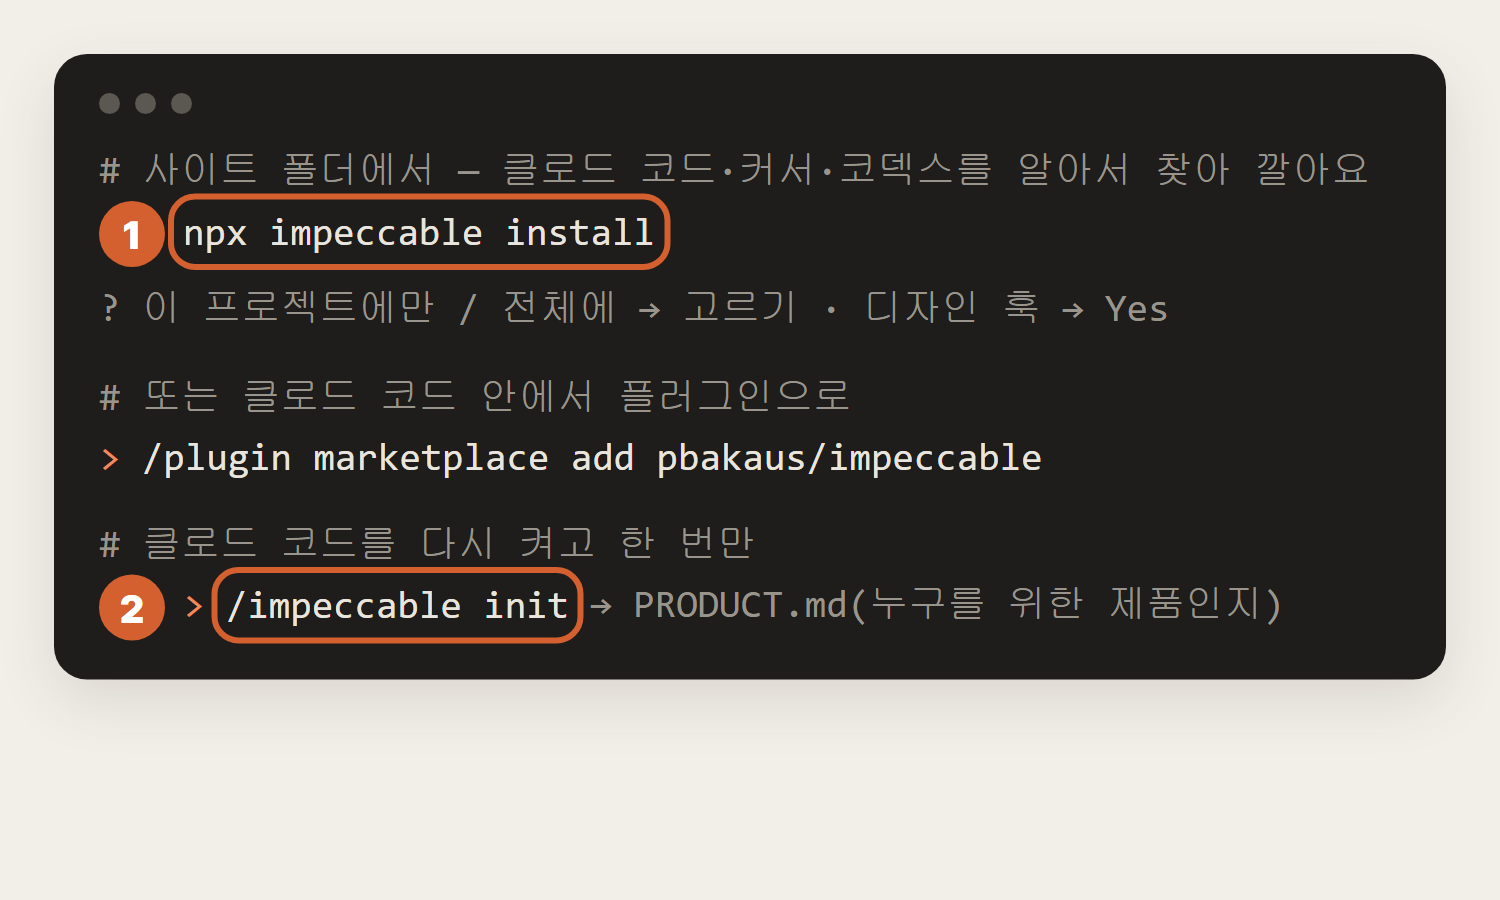 # 사이트 폴더에서 — 클로드 코드·커서·코덱스를 알아서 찾아 깔아요
1 npx impeccable install
? 이 프로젝트에만 / 전체에 → 고르기 · 디자인 훅 → Yes
# 또는 클로드 코드 안에서 플러그인으로
> /plugin marketplace add pbakaus/impeccable
# 클로드 코드를 다시 켜고 한 번만
2 > /impeccable init → PRODUCT.md(누구를 위한 제품인지)